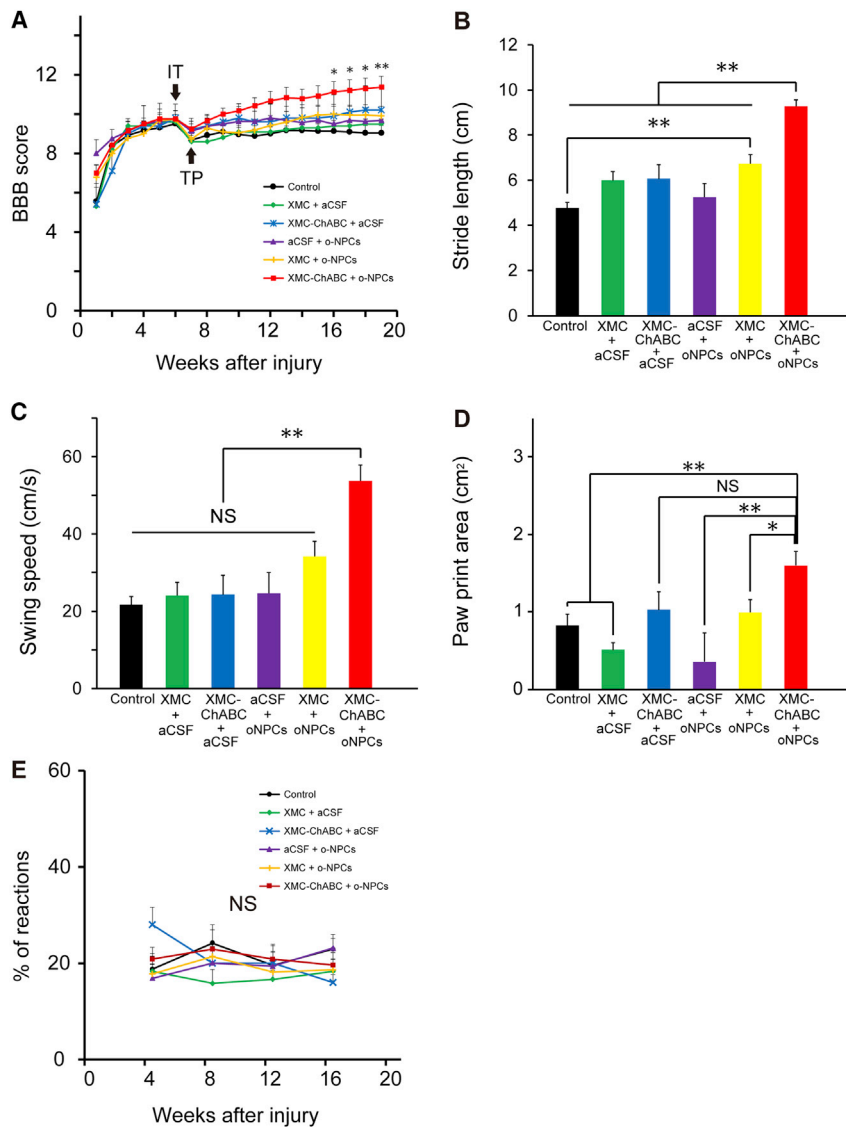 A
BBB score
12
8
4
0
IT
TP
* * * **
Control
XMC + aCSF
XMC-ChABC + aCSF
aCSF + o-NPCs
XMC + o-NPCs
XMC-ChABC + o-NPCs
0 4 8 12 16 20
Weeks after injury
B
Stride length (cm)
12
10
8
6
4
2
0
**
**
Control
XMC + aCSF
XMC-ChABC + aCSF
aCSF + oNPCs
XMC + oNPCs
XMC-ChABC + oNPCs
C
Swing speed (cm/s)
60
40
20
0
**
NS
Control
XMC + aCSF
XMC-ChABC + aCSF
aCSF + oNPCs
XMC + oNPCs
XMC-ChABC + oNPCs
D
Paw print area (cm²)
3
2
1
0
**
NS
**
*
Control
XMC + aCSF
XMC-ChABC + aCSF
aCSF + oNPCs
XMC + oNPCs
XMC-ChABC + oNPCs
E
% of reactions
60
40
20
0
Control
XMC + aCSF
XMC-ChABC + aCSF
aCSF + o-NPCs
XMC + o-NPCs
XMC-ChABC + o-NPCs
NS
0 4 8 12 16 20
Weeks after injury